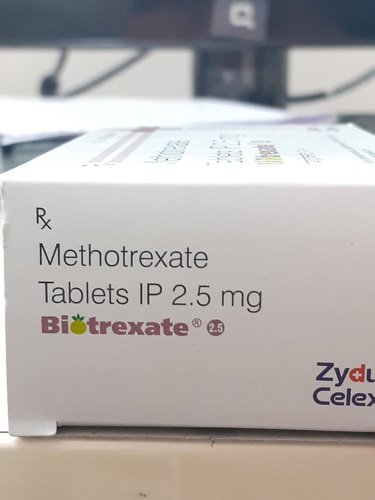 ℞
Methotrexate
Tablets IP 2.5 mg
Biotrexate® 2.5
Zydu
Celex